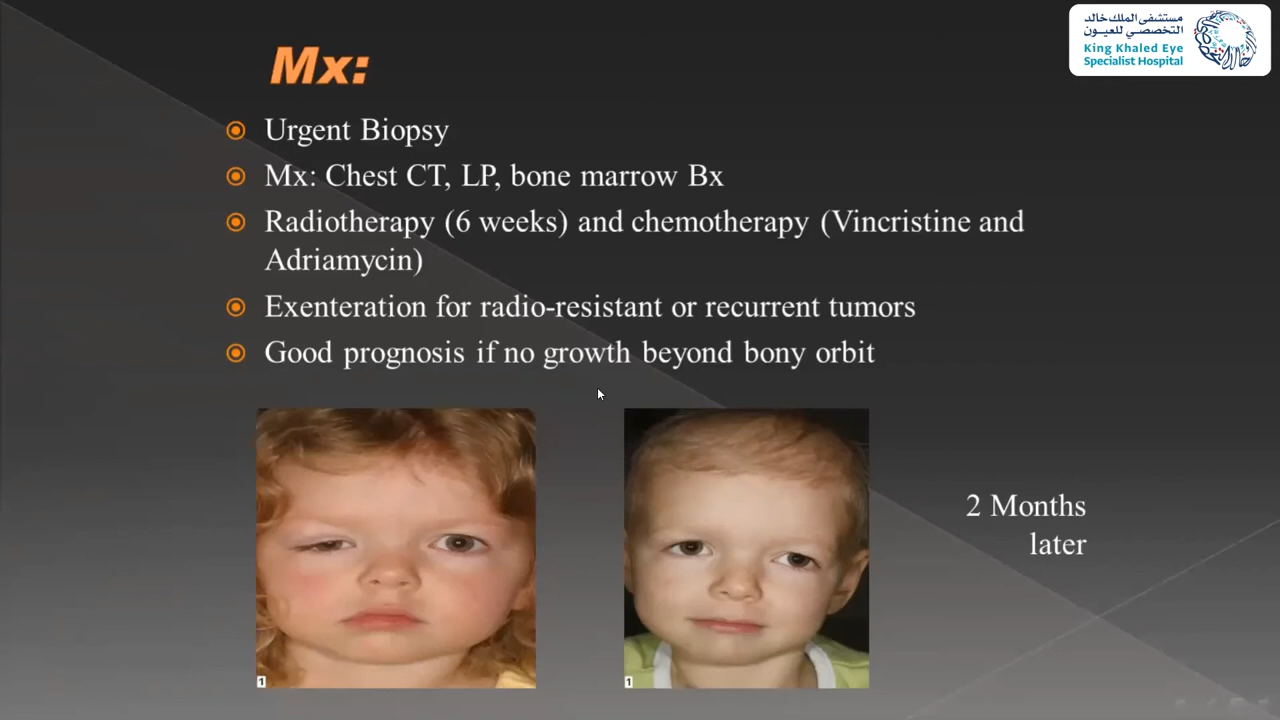 مستشفى الملك خالد
التخصصي للعيون
King Khaled Eye
Specialist Hospital
Mx:
Urgent Biopsy
Mx: Chest CT, LP, bone marrow Bx
Radiotherapy (6 weeks) and chemotherapy (Vincristine and
Adriamycin)
Exenteration for radio-resistant or recurrent tumors
Good prognosis if no growth beyond bony orbit
2 Months
later
1
1